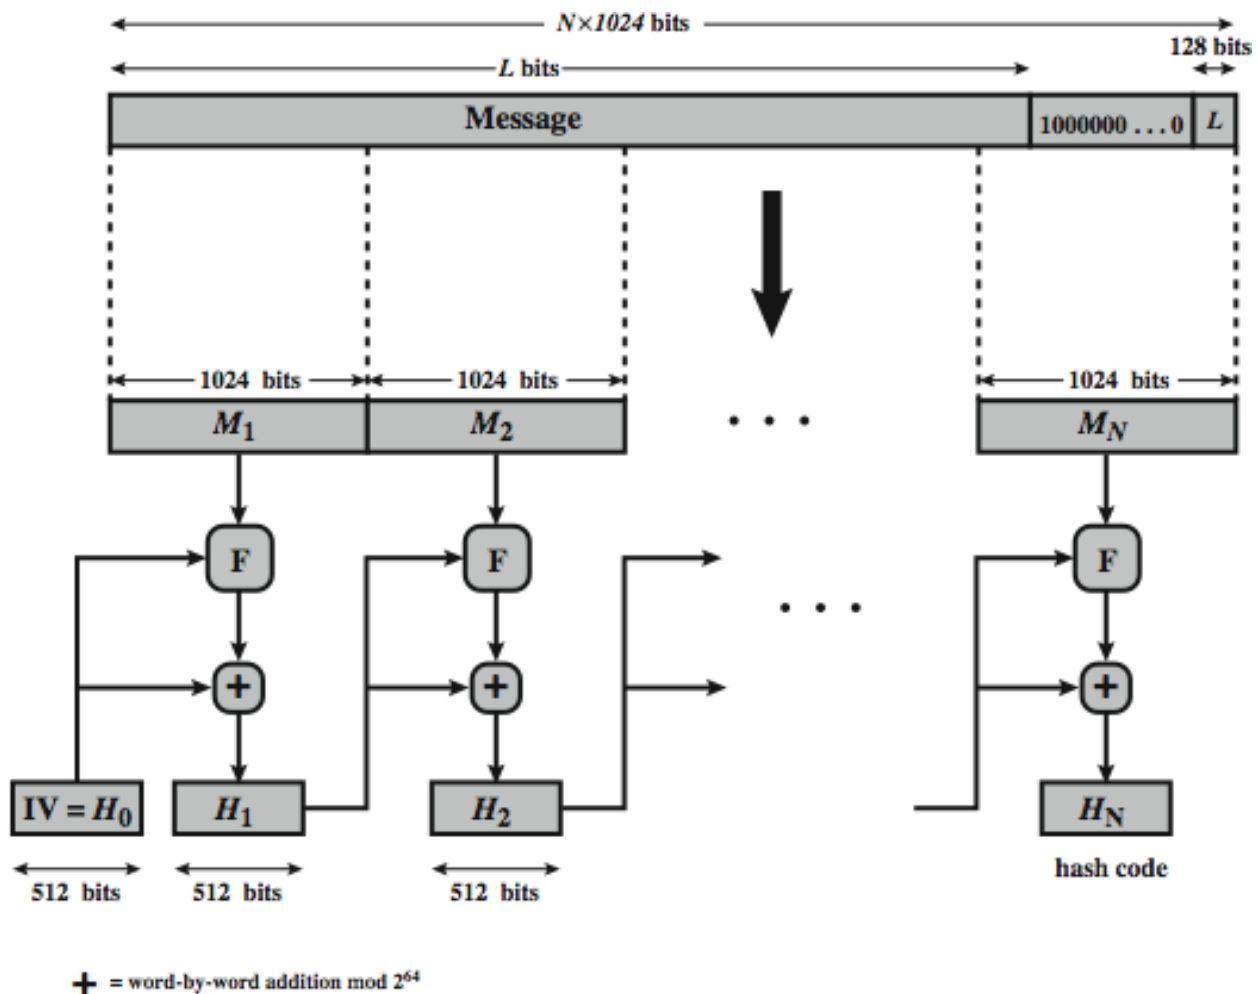 N×1024 bits
128 bits
L bits
Message 1000000 . . . 0 L
1024 bits 1024 bits 1024 bits
M1 M2 . . . MN
F F F
. . .
+ + +
IV = H0 H1 H2 HN
hash code
512 bits 512 bits 512 bits
+ = word-by-word addition mod 2^64